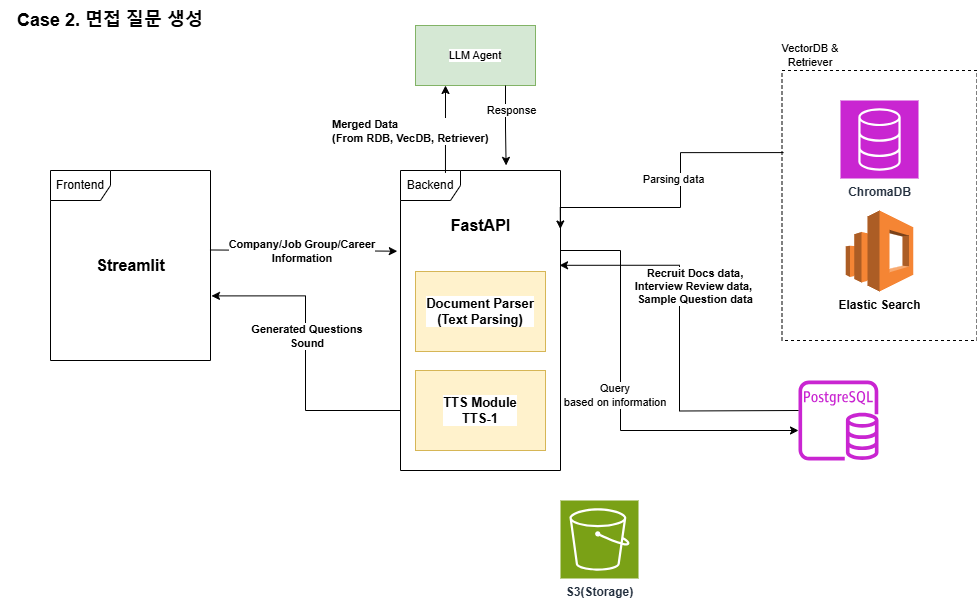 Case 2. 면접 질문 생성
LLM Agent
Response
Merged Data
(From RDB, VecDB, Retriever)
VectorDB &
Retriever
ChromaDB
Elastic Search
Parsing data
Frontend
Streamlit
Backend
FastAPI
Company/Job Group/Career
Information
Generated Questions
Sound
Document Parser
(Text Parsing)
TTS Module
TTS-1
Recruit Docs data,
Interview Review data,
Sample Question data
Query
based on information
PostgreSQL
S3(Storage)